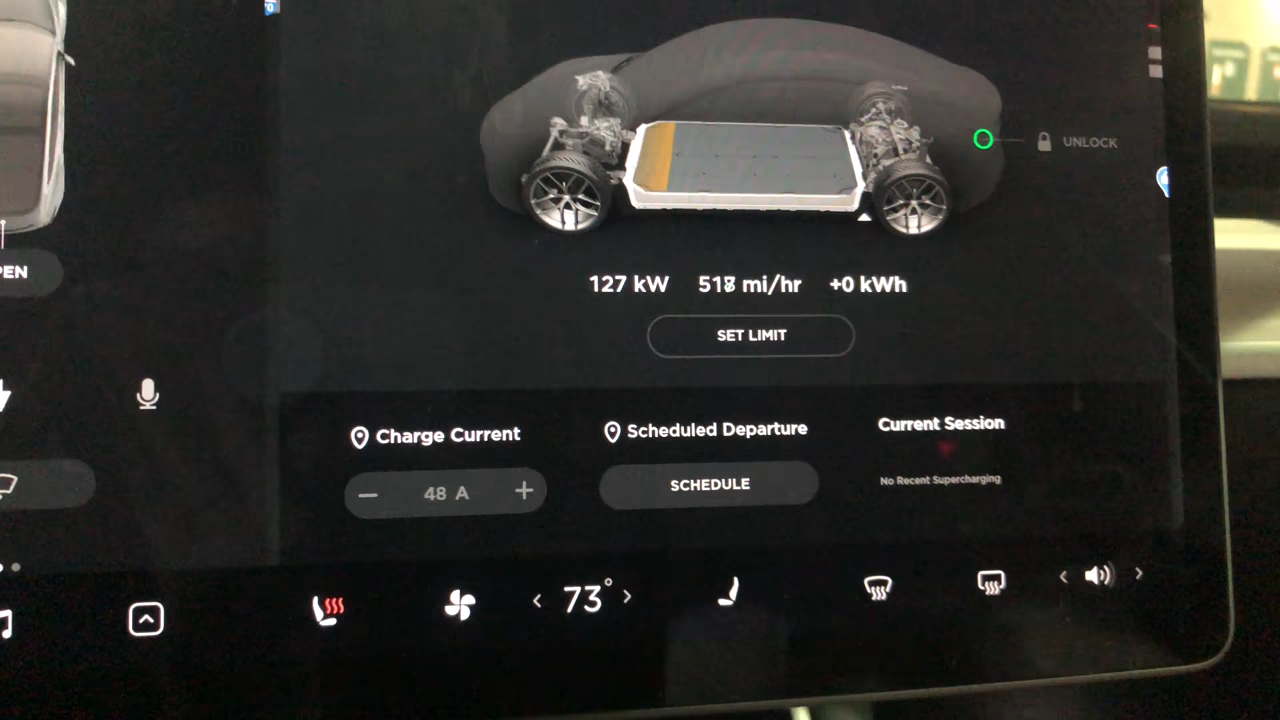 UNLOCK
PEN
127 kW 518 mi/hr +0 kWh
SET LIMIT
Charge Current
Scheduled Departure
Current Session
48 A
SCHEDULE
No Recent Supercharging
73°